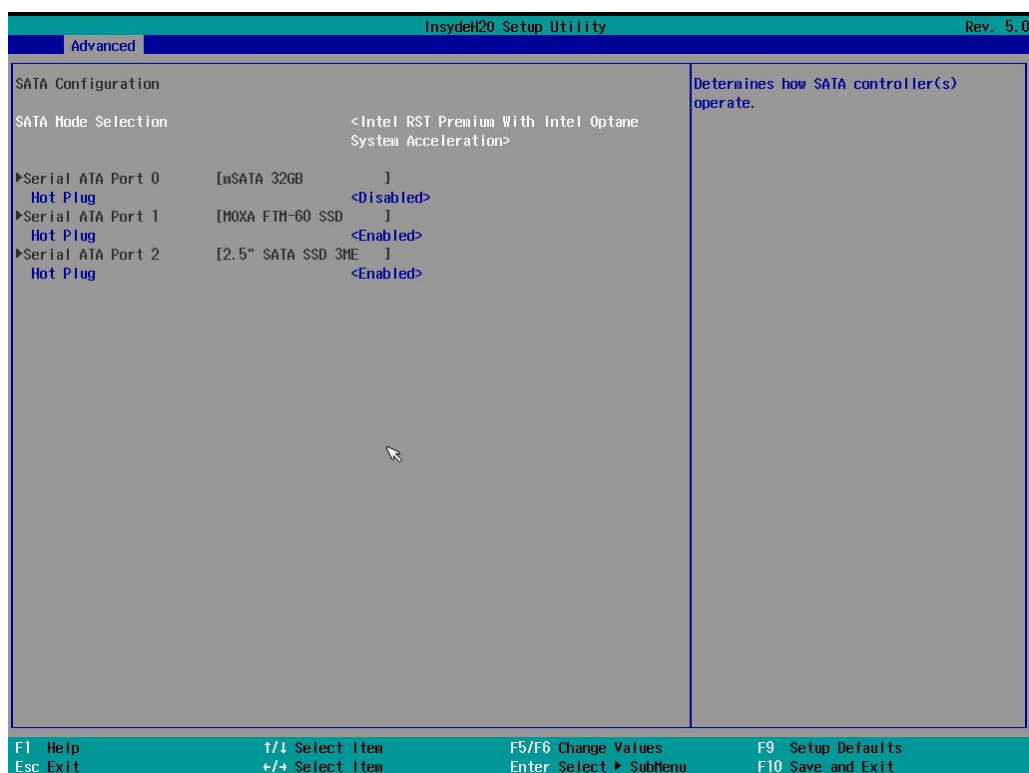 InsydeH2O Setup Utility Rev. 5.0
Advanced
SATA Configuration
SATA Mode Selection <Intel RST Premium With Intel Optane
System Acceleration>
▶Serial ATA Port 0 [mSATA 32GB ]
Hot Plug <Disabled>
▶Serial ATA Port 1 [MOXA FTM-60 SSD ]
Hot Plug <Enabled>
▶Serial ATA Port 2 [2.5" SATA SSD 3ME ]
Hot Plug <Enabled>
Determines how SATA controller(s)
operate.
F1 Help ↑/↓ Select Item F5/F6 Change Values F9 Setup Defaults
Esc Exit ←/→ Select Item Enter Select ▶ SubMenu F10 Save and Exit